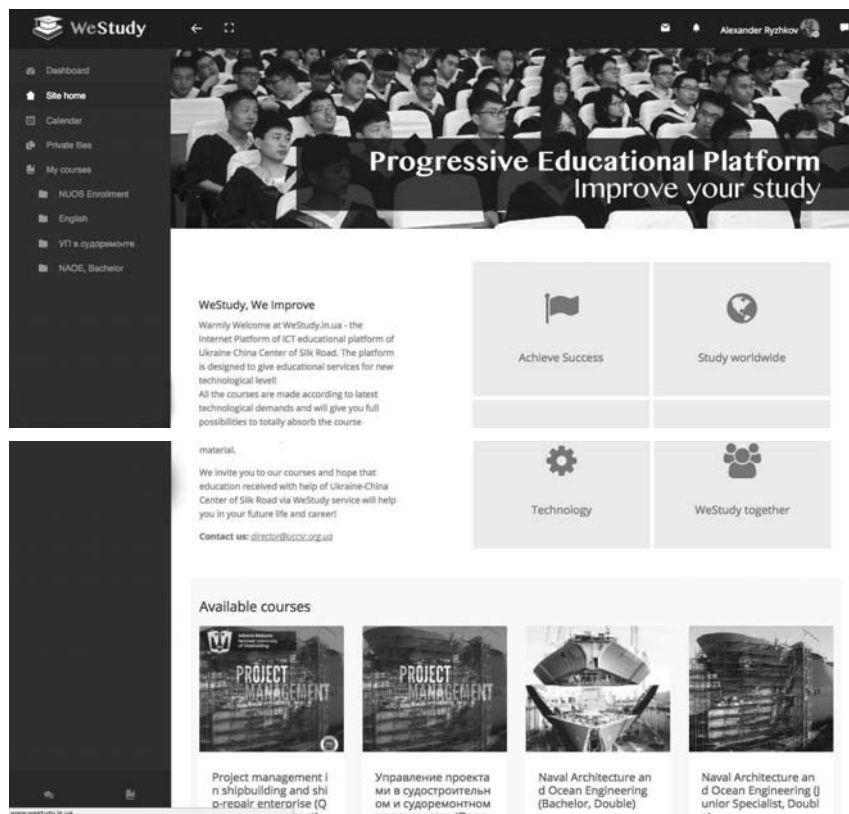 WeStudy
Alexander Ryzhkov
Dashboard
Site home
Calendar
Private files
My courses
NUOS Enrollment
English
УП в судоремонте
NAOE, Bachelor
Progressive Educational Platform
Improve your study
WeStudy, We Improve
Warmly Welcome at WeStudy.in.ua - the
Internet Platform of ICT educational platform of
Ukraine China Center of Silk Road. The platform
is designed to give educational services for new
technological level!
All the courses are made according to latest
technological demands and will give you full
possibilities to totally absorb the course
material.
We invite you to our courses and hope that
education received with help of Ukraine-China
Center of Silk Road via WeStudy service will help
you in your future life and career!
Contact us: director@uccsr.org.ua
Achieve Success
Study worldwide
Technology
WeStudy together
Available courses
PROJECT
MANAGEMENT
Project management i
n shipbuilding and shi
p-repair enterprise (Q
PROJECT
MANAGEMENT
Управление проекта
ми в судостроительн
ом и судоремонтном
Naval Architecture an
d Ocean Engineering
(Bachelor, Double)
Naval Architecture an
d Ocean Engineering (J
unior Specialist, Doubl
www.westudy.in.ua